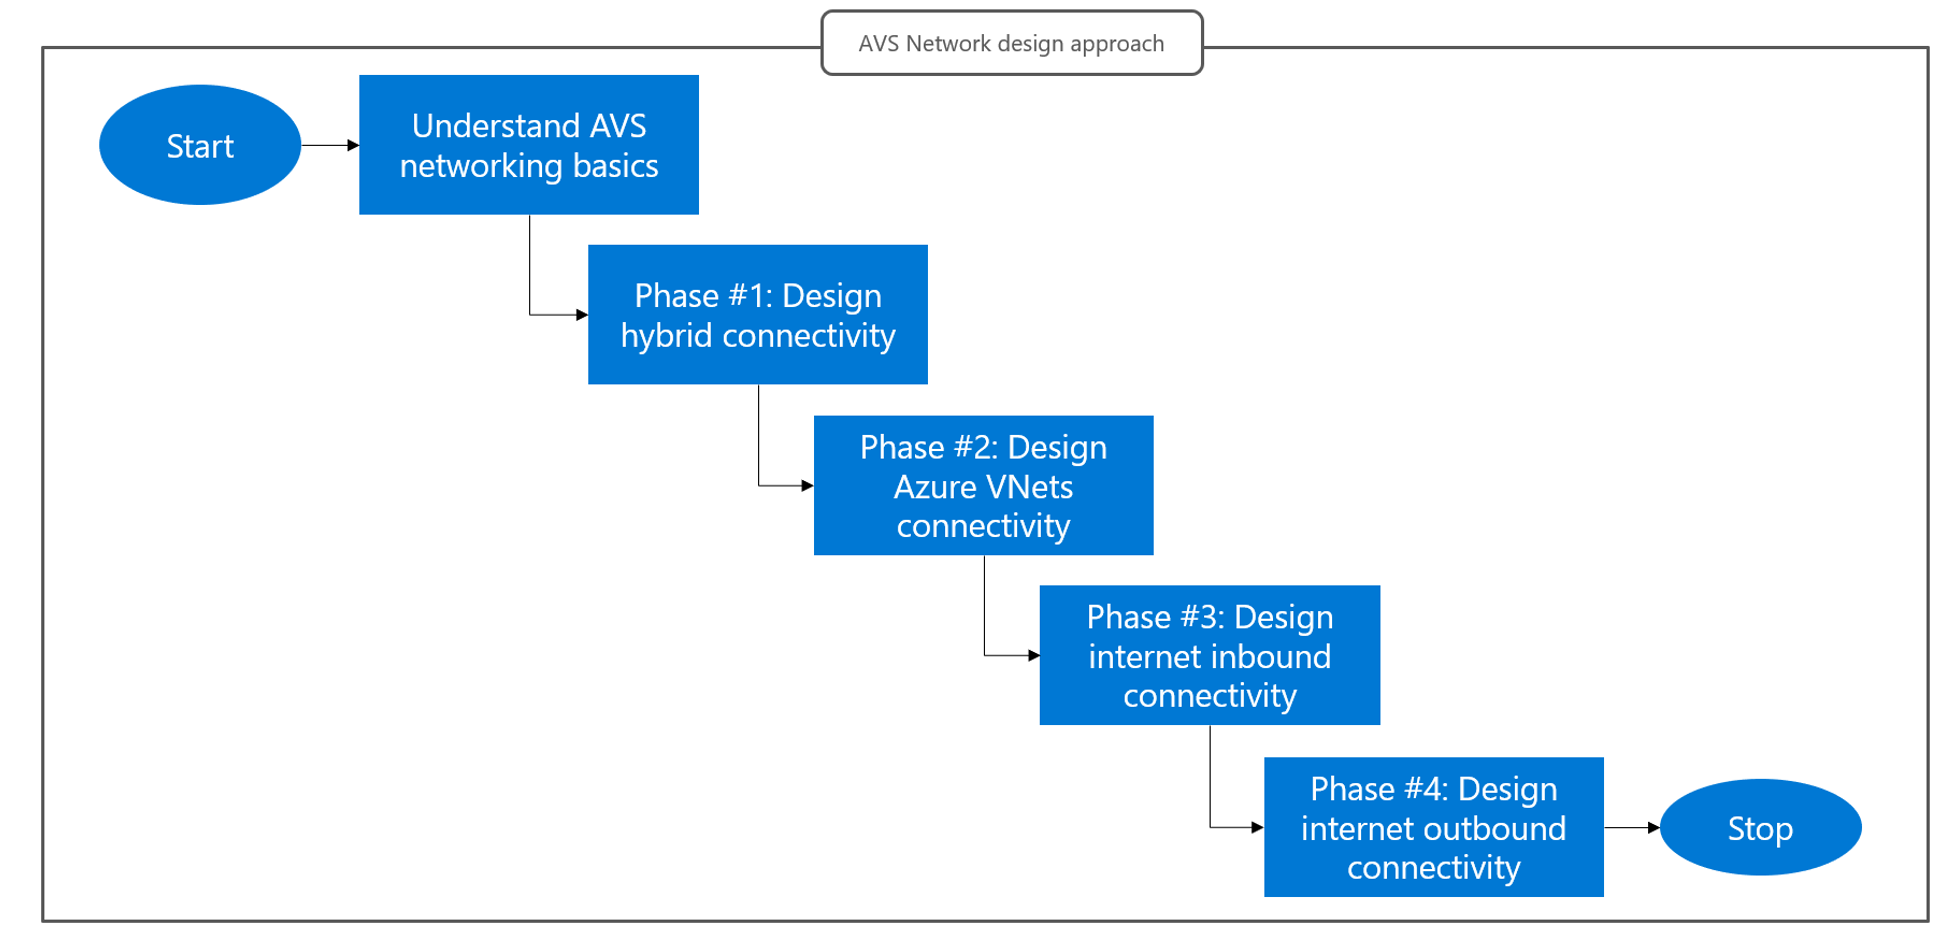 AVS Network design approach
Start
Understand AVS
networking basics
Phase #1: Design
hybrid connectivity
Phase #2: Design
Azure VNets
connectivity
Phase #3: Design
internet inbound
connectivity
Phase #4: Design
internet outbound
connectivity
Stop